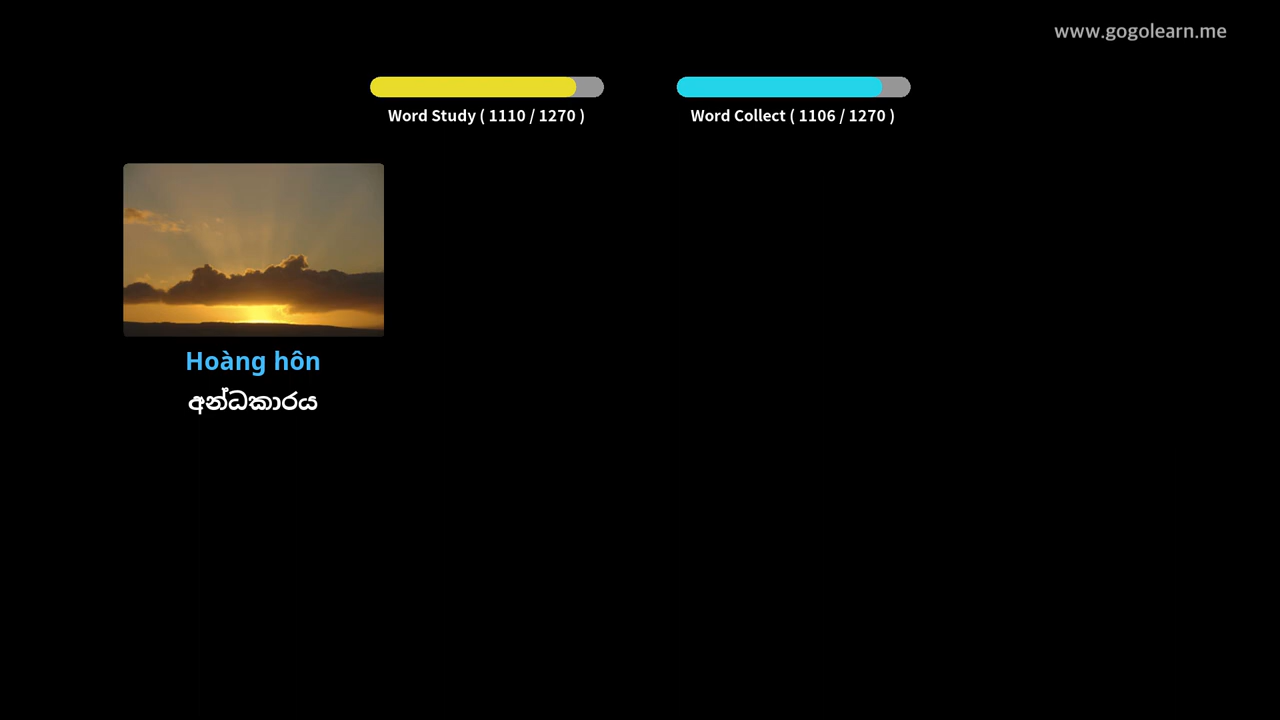 www.gogolearn.me
Word Study ( 1110 / 1270 )
Word Collect ( 1106 / 1270 )
Hoàng hôn
අන්ධකාරය